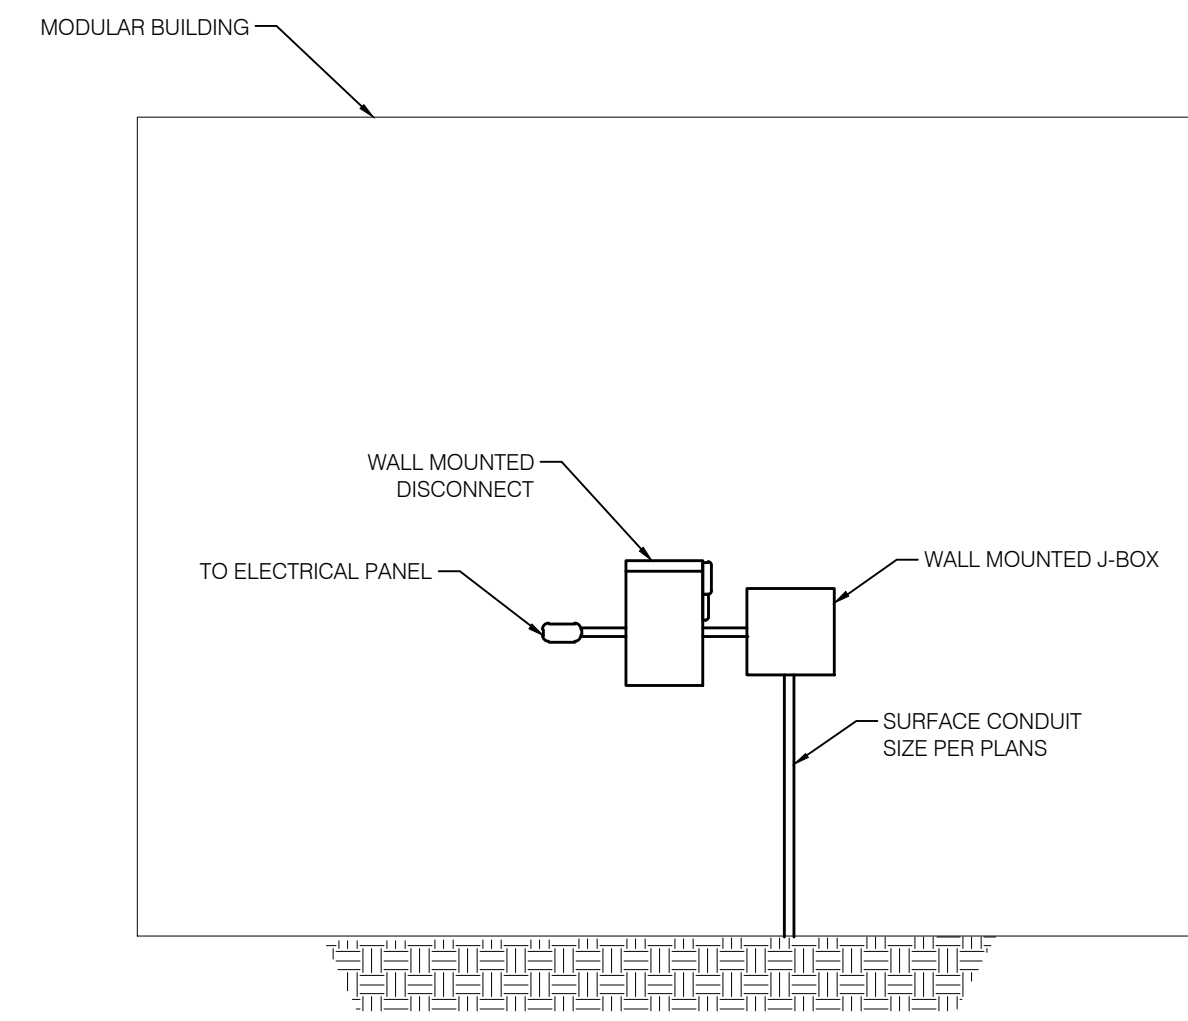 MODULAR BUILDING
WALL MOUNTED
DISCONNECT
TO ELECTRICAL PANEL
WALL MOUNTED J-BOX
SURFACE CONDUIT
SIZE PER PLANS